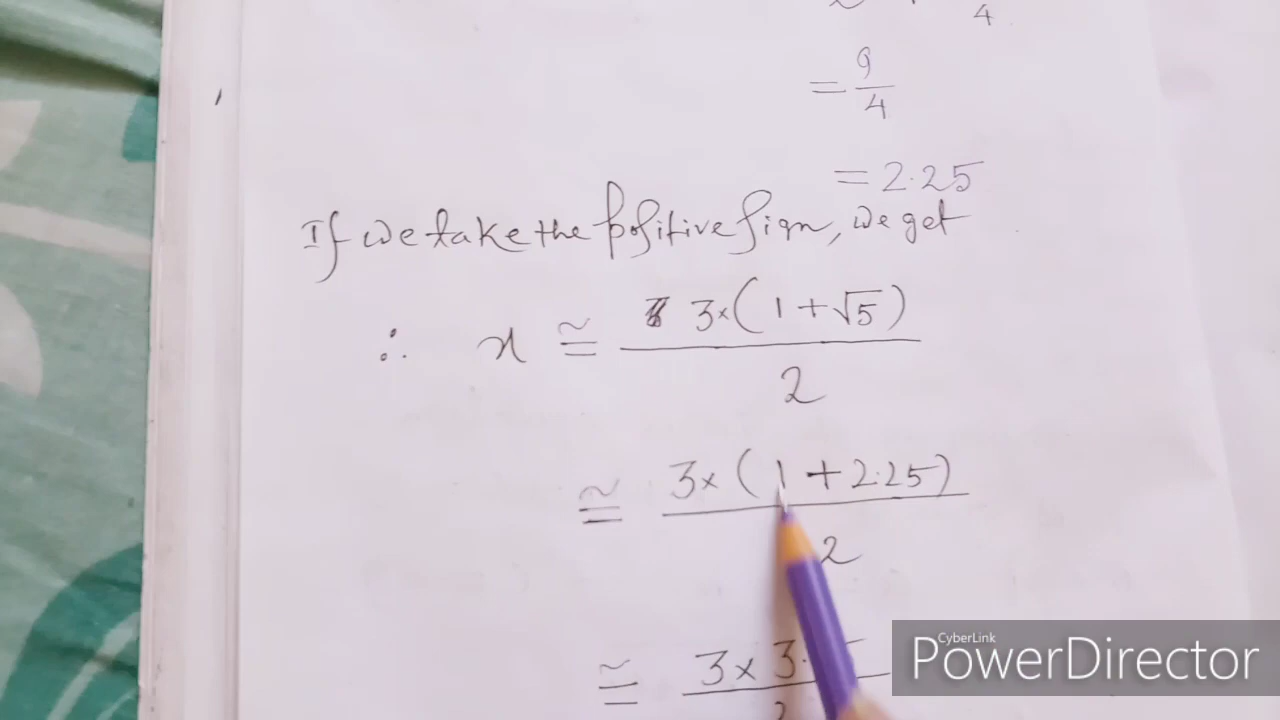 4
= 9/4
= 2.25
If we take the positive sign, we get
∴ x ≅ 3×(1+√5)/2
≅ 3×(1+2.25)/2
≅ 3×3.
CyberLink
PowerDirector